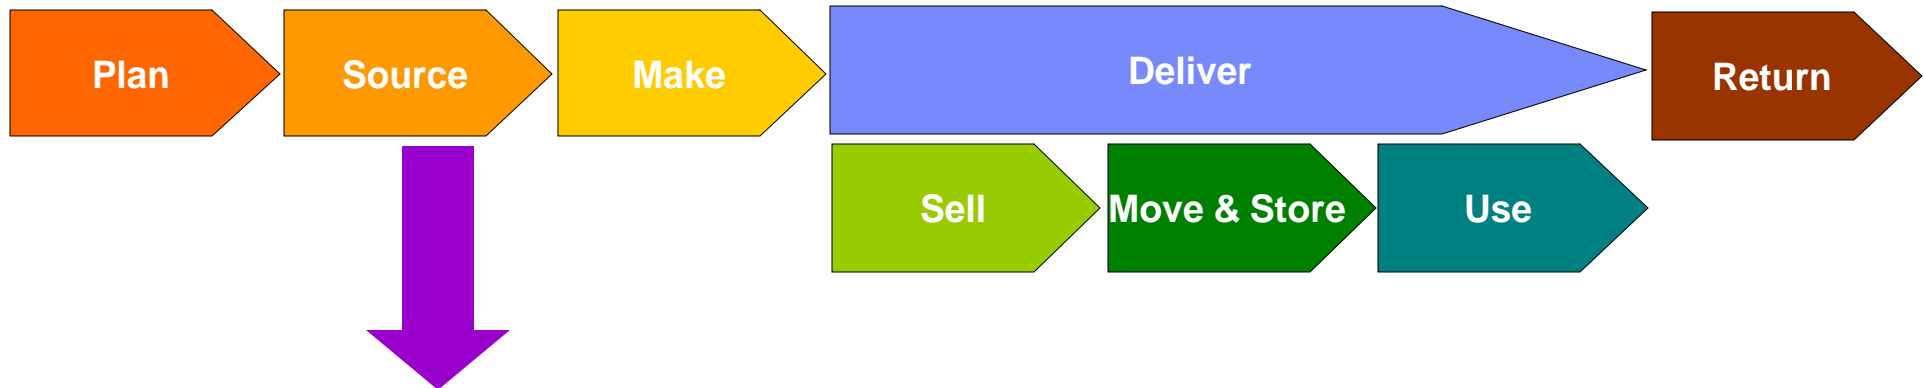 Plan
Source
Make
Deliver
Return
Sell
Move & Store
Use